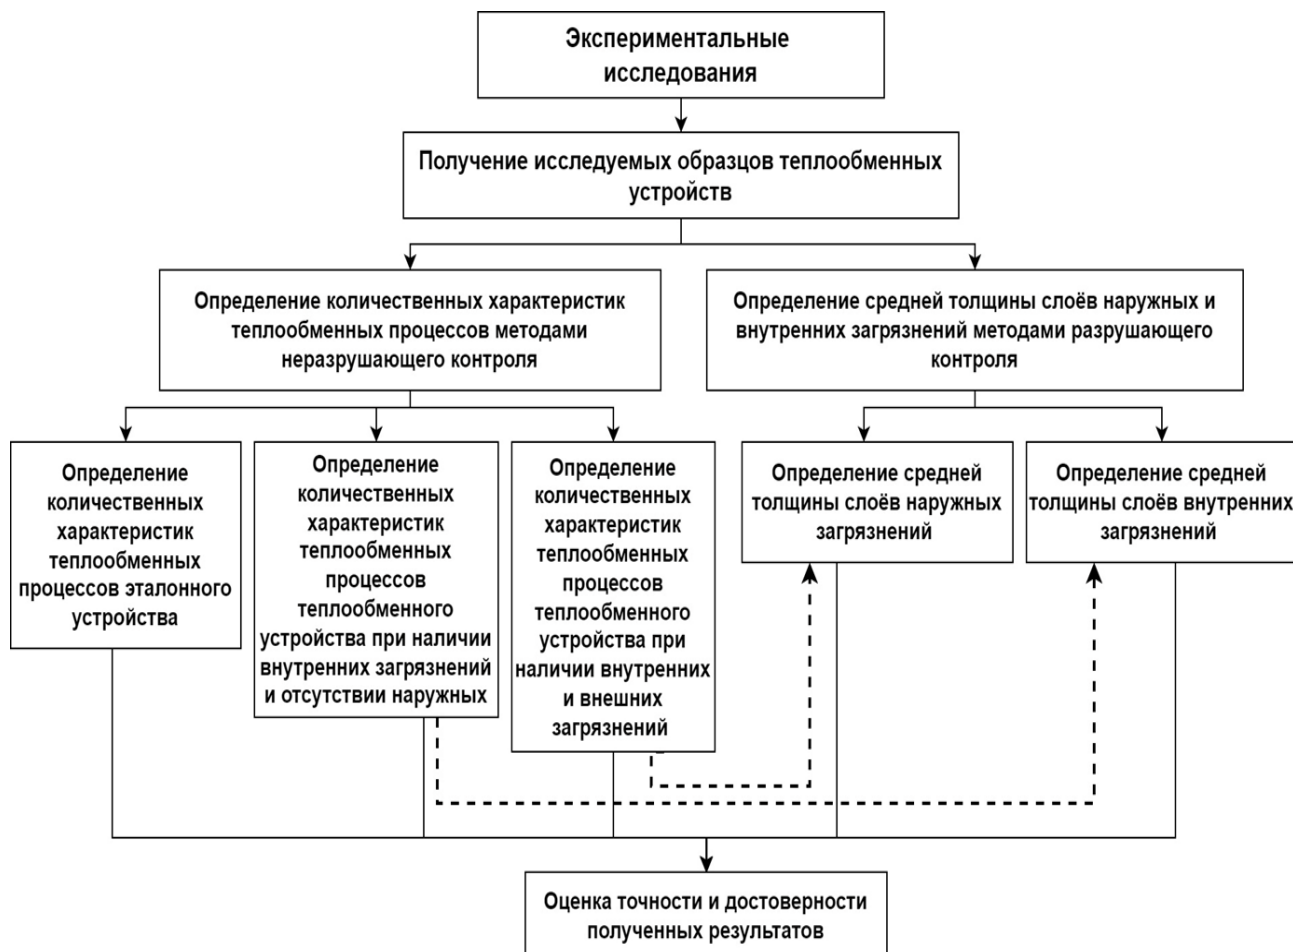 Экспериментальные
исследования
Получение исследуемых образцов теплообменных
устройств
Определение количественных характеристик
теплообменных процессов методами
неразрушающего контроля
Определение средней толщины слоёв наружных и
внутренних загрязнений методами разрушающего
контроля
Определение
количественных
характеристик
теплообменных
процессов эталонного
устройства
Определение
количественных
характеристик
теплообменных
процессов
теплообменного
устройства при наличии
внутренних загрязнений
и отсутствии наружных
Определение
количественных
характеристик
теплообменных
процессов
теплообменного
устройства при
наличии внутренних
и внешних
загрязнений
Определение средней
толщины слоёв наружных
загрязнений
Определение средней
толщины слоёв внутренних
загрязнений
Оценка точности и достоверности
полученных результатов